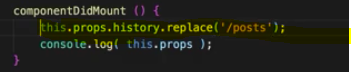 componentDidMount () {
this.props.history.replace('/posts');
console.log( this.props );
}